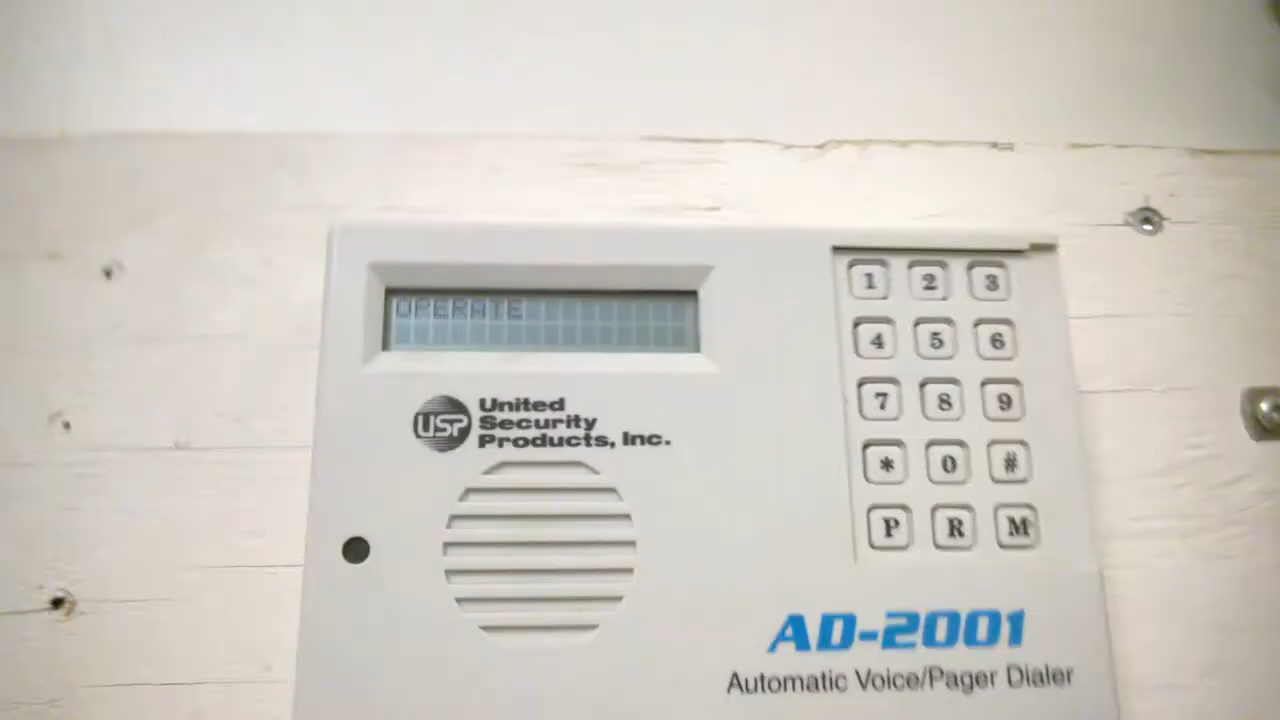 OPERATE
USP
United
Security
Products, Inc.
1 2 3
4 5 6
7 8 9
* 0 #
P R M
AD-2001
Automatic Voice/Pager Dialer